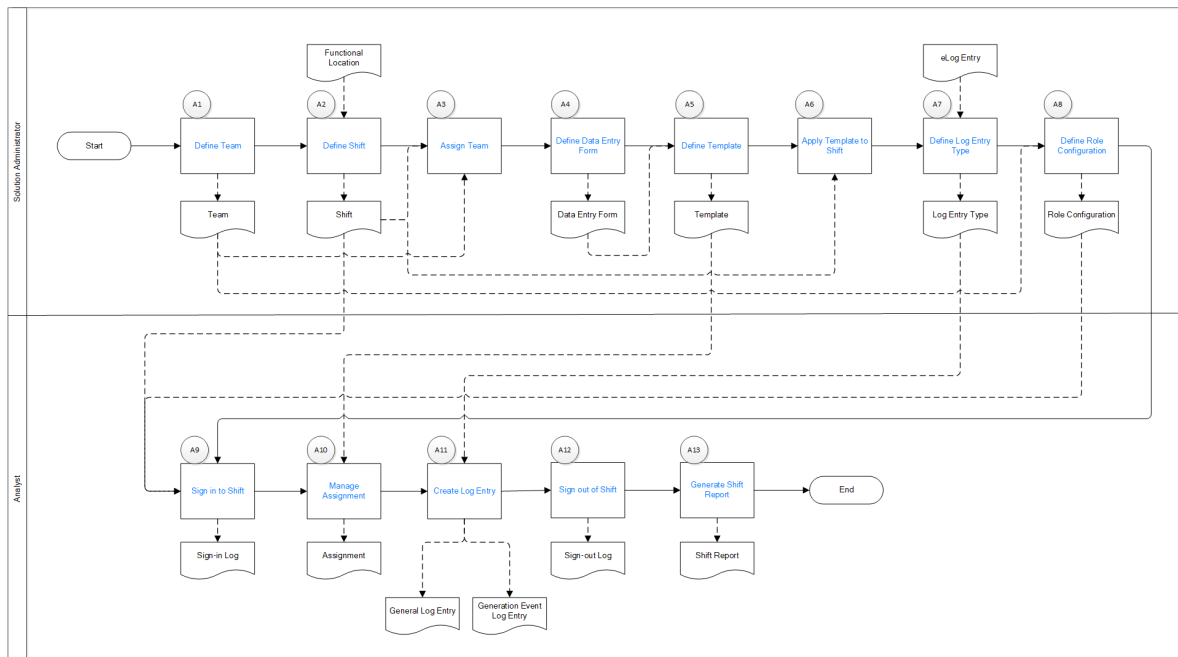 Solution Administrator
Functional
Location
eLog Entry
A1
A2
A3
A4
A5
A6
A7
A8
Start
Define Team
Define Shift
Assign Team
Define Data Entry
Form
Define Template
Apply Template to
Shift
Define Log Entry
Type
Define Role
Configuration
Team
Shift
Data Entry Form
Template
Log Entry Type
Role Configuration
Analyst
A9
A10
A11
A12
A13
Sign in to Shift
Manage
Assignment
Create Log Entry
Sign out of Shift
Generate Shift
Report
End
Sign-in Log
Assignment
Sign-out Log
Shift Report
General Log Entry
Generation Event
Log Entry